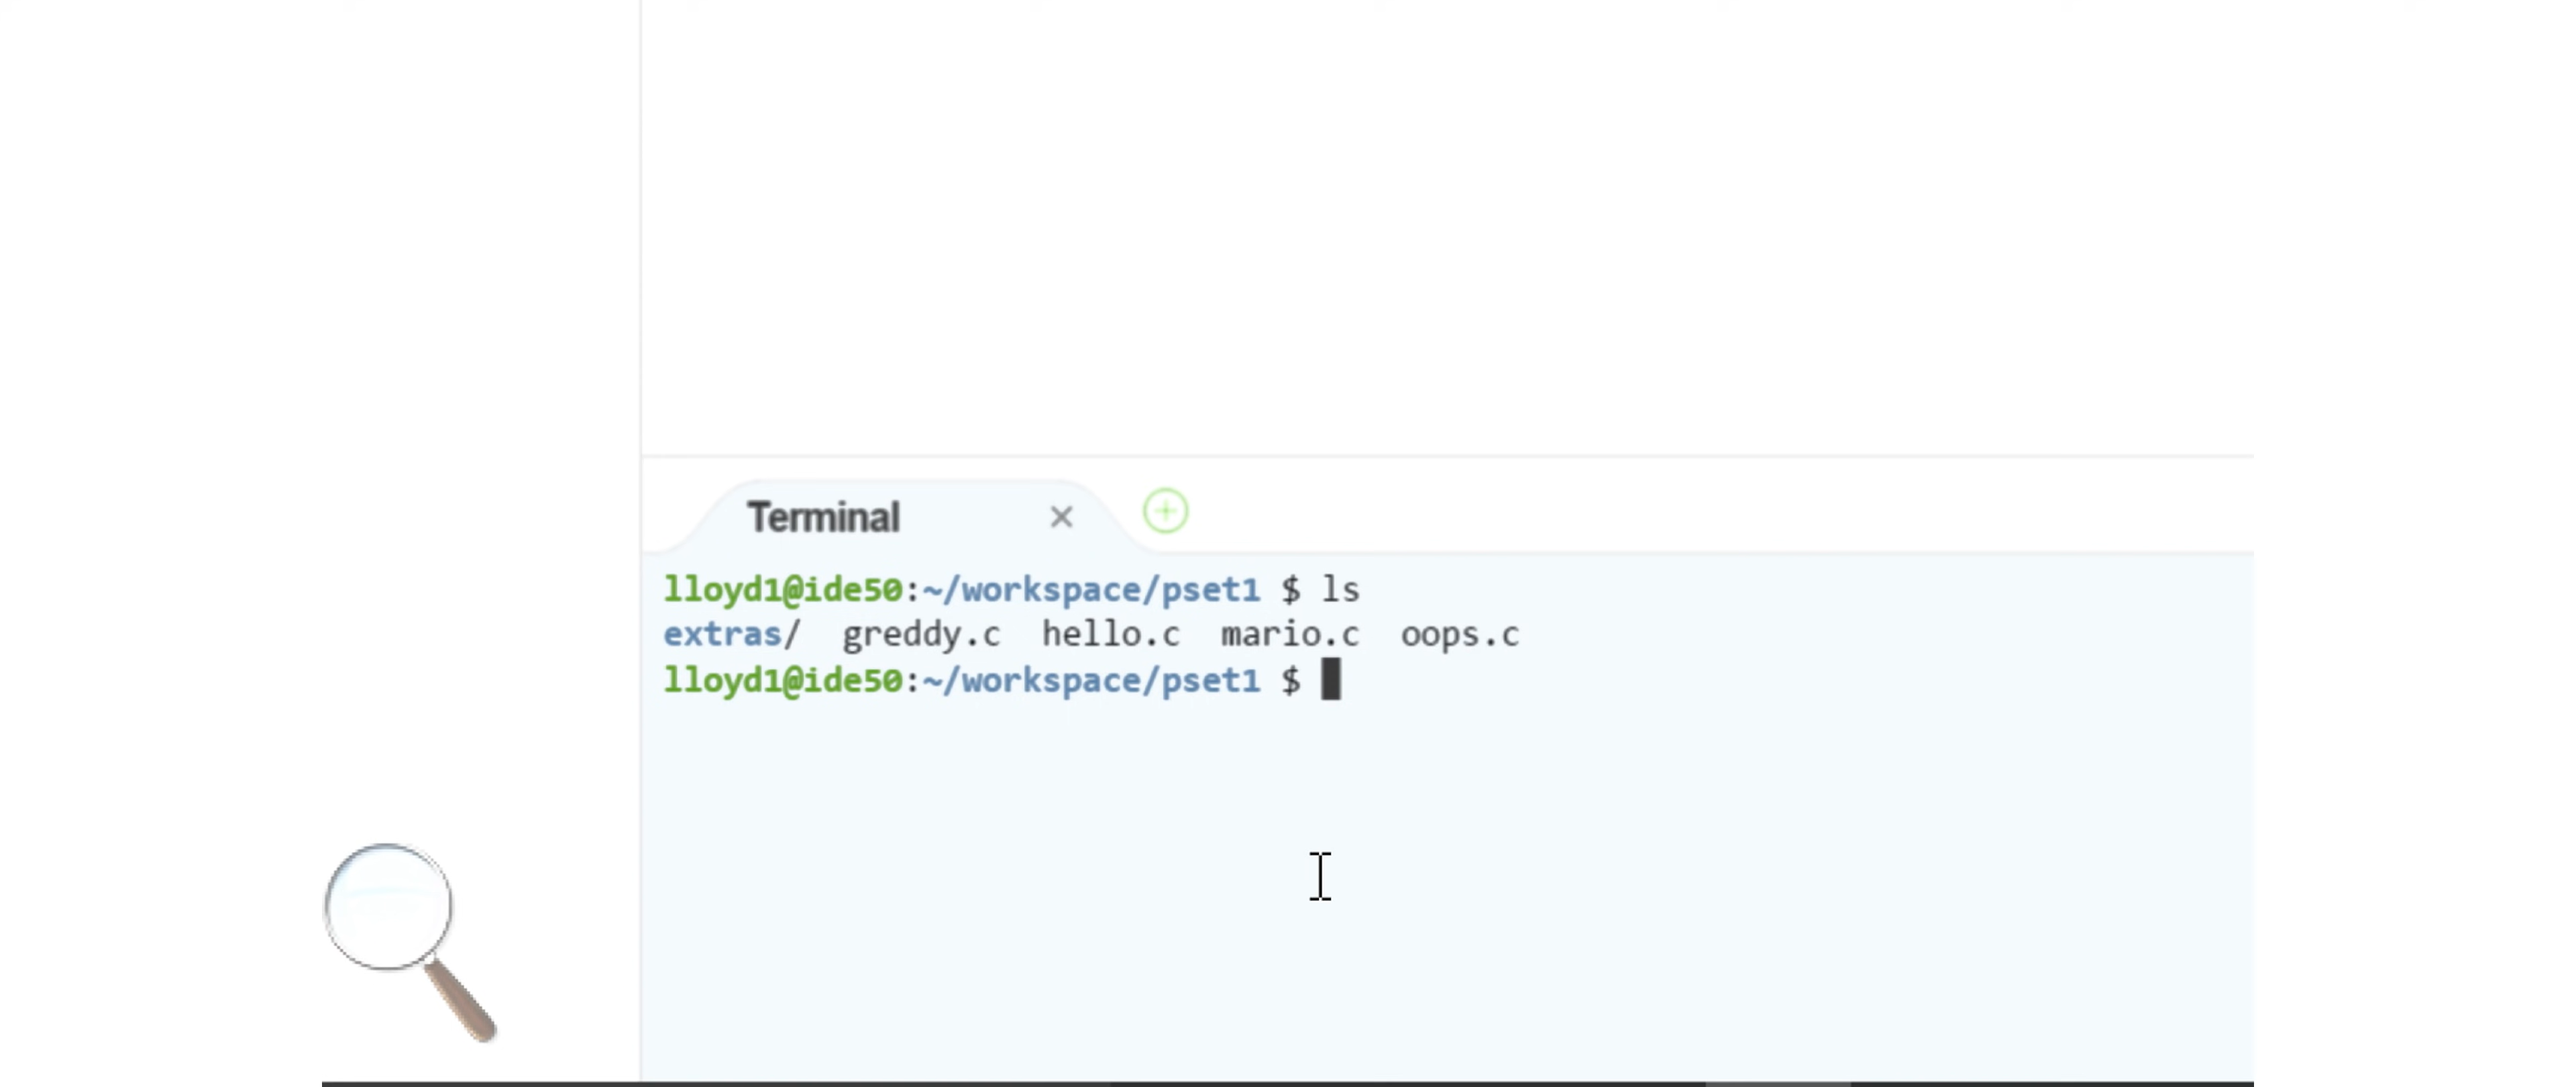 Terminal
lloyd1@ide50:~/workspace/pset1 $ ls
extras/ greddy.c hello.c mario.c oops.c
lloyd1@ide50:~/workspace/pset1 $